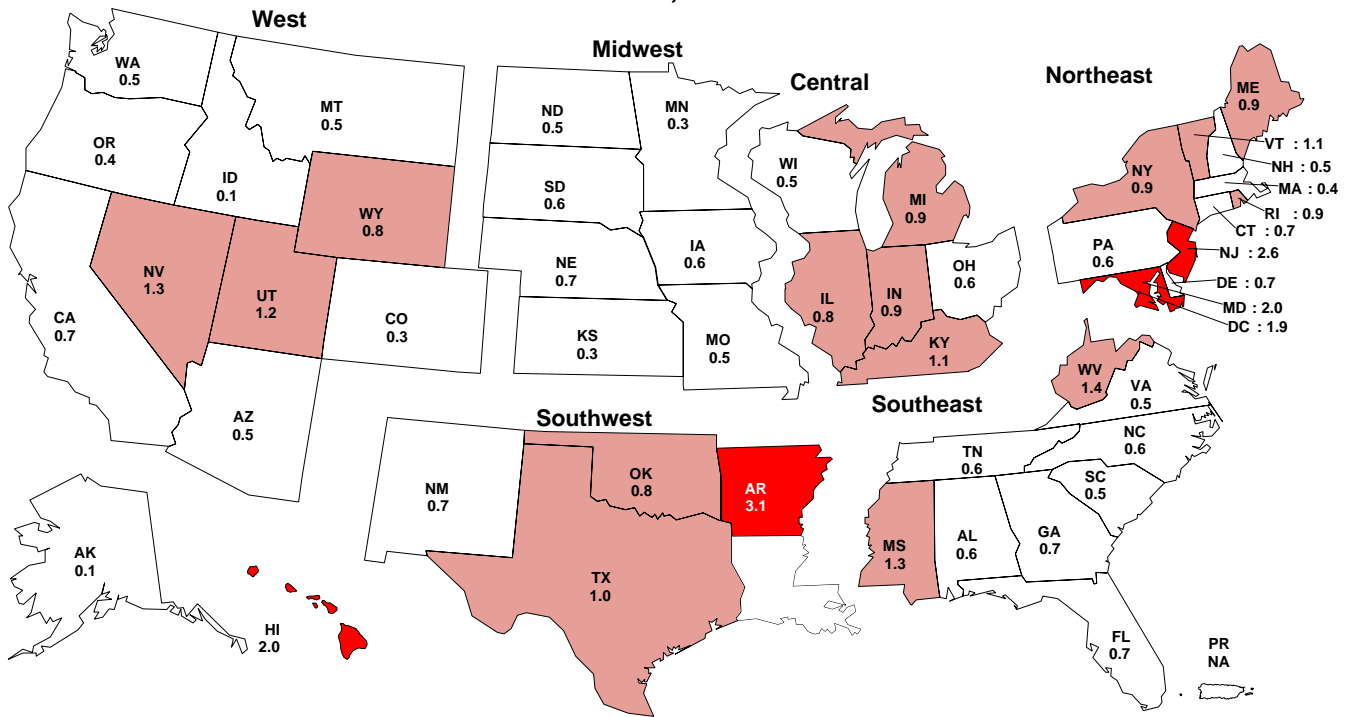 West
WA
0.5
MT
0.5
OR
0.4
ID
0.1
WY
0.8
NV
1.3
UT
1.2
CO
0.3
CA
0.7
AZ
0.5
AK
0.1
HI
2.0
Midwest
ND
0.5
MN
0.3
SD
0.6
NE
0.7
IA
0.6
KS
0.3
MO
0.5
Central
WI
0.5
MI
0.9
IL
0.8
IN
0.9
OH
0.6
KY
1.1
Northeast
ME
0.9
VT : 1.1
NH : 0.5
MA : 0.4
RI : 0.9
CT : 0.7
NJ : 2.6
DE : 0.7
MD : 2.0
DC : 1.9
NY
0.9
PA
0.6
Southwest
NM
0.7
OK
0.8
AR
3.1
TX
1.0
Southeast
WV
1.4
VA
0.5
TN
0.6
NC
0.6
SC
0.5
MS
1.3
AL
0.6
GA
0.7
FL
0.7
PR
NA